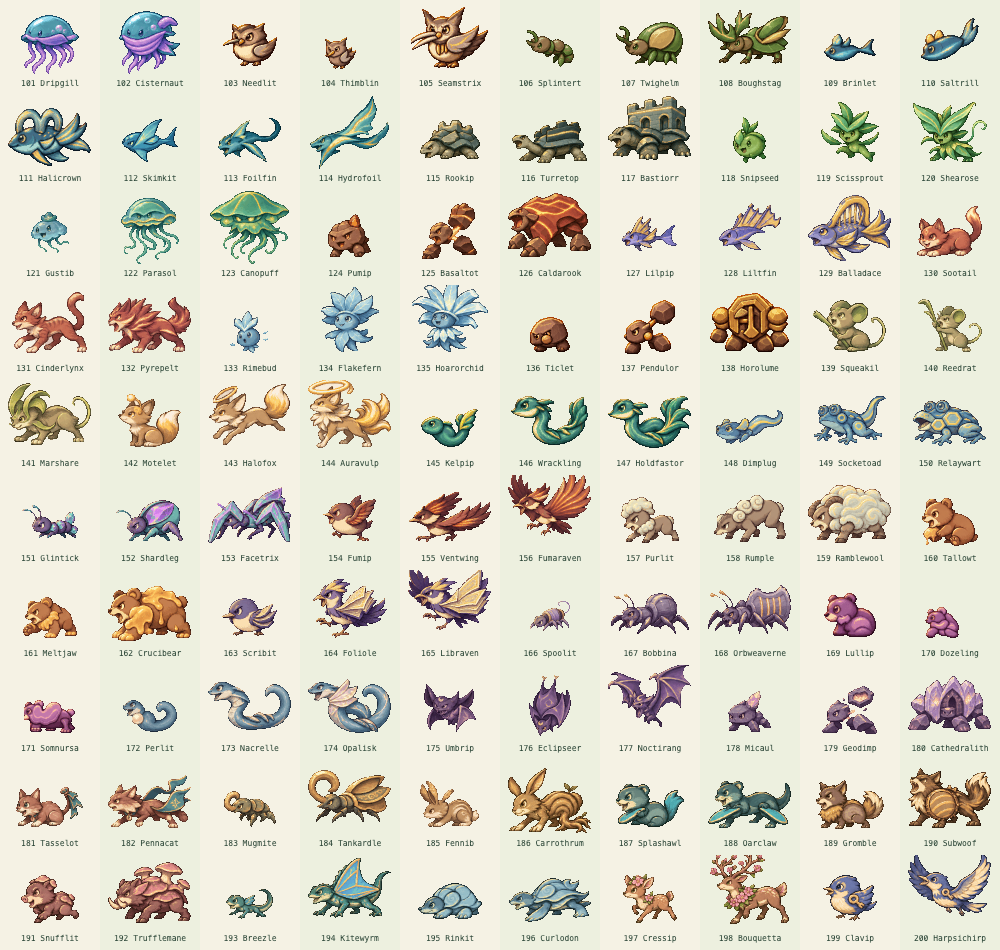 101 Dripgill 102 Cisternaut 103 Needlit 104 Thimblin 105 Seamstrix 106 Splintert 107 Twighelm 108 Boughstag 109 Brinlet 110 Saltrill
111 Halicrown 112 Skimkit 113 Foilfin 114 Hydrofoil 115 Rookip 116 Turretop 117 Bastiorr 118 Snipseed 119 Scissprout 120 Shearose
121 Gustib 122 Parasol 123 Canopuff 124 Pumip 125 Basaltot 126 Caldarook 127 Lilpip 128 Liltfin 129 Balladace 130 Sootail
131 Cinderlynx 132 Pyrepelt 133 Rimebud 134 Flakefern 135 Hoarorchid 136 Ticlet 137 Pendulor 138 Horolume 139 Squeakil 140 Reedrat
141 Marshare 142 Motelet 143 Halofox 144 Auravulp 145 Kelpip 146 Wrackling 147 Holdfastor 148 Dimplug 149 Socketoad 150 Relaywart
151 Glintick 152 Shardleg 153 Facetrix 154 Fumip 155 Ventwing 156 Fumaraven 157 Purlit 158 Rumple 159 Ramblewool 160 Tallowt
161 Meltjaw 162 Crucibear 163 Scribit 164 Foliole 165 Libraven 166 Spoolit 167 Bobbina 168 Orbweaverne 169 Lullip 170 Dozeling
171 Somnursa 172 Perlit 173 Nacrelle 174 Opalisk 175 Umbrip 176 Eclipseer 177 Noctirang 178 Micaul 179 Geodimp 180 Cathedralith
181 Tasselot 182 Pennacat 183 Mugmite 184 Tankardle 185 Fennib 186 Carrothrum 187 Splashawl 188 Oarclaw 189 Gromble 190 Subwoof
191 Snufflit 192 Trufflemane 193 Breezle 194 Kitewyrm 195 Rinkit 196 Curlodon 197 Cressip 198 Bouquetta 199 Clavip 200 Harpsichirp